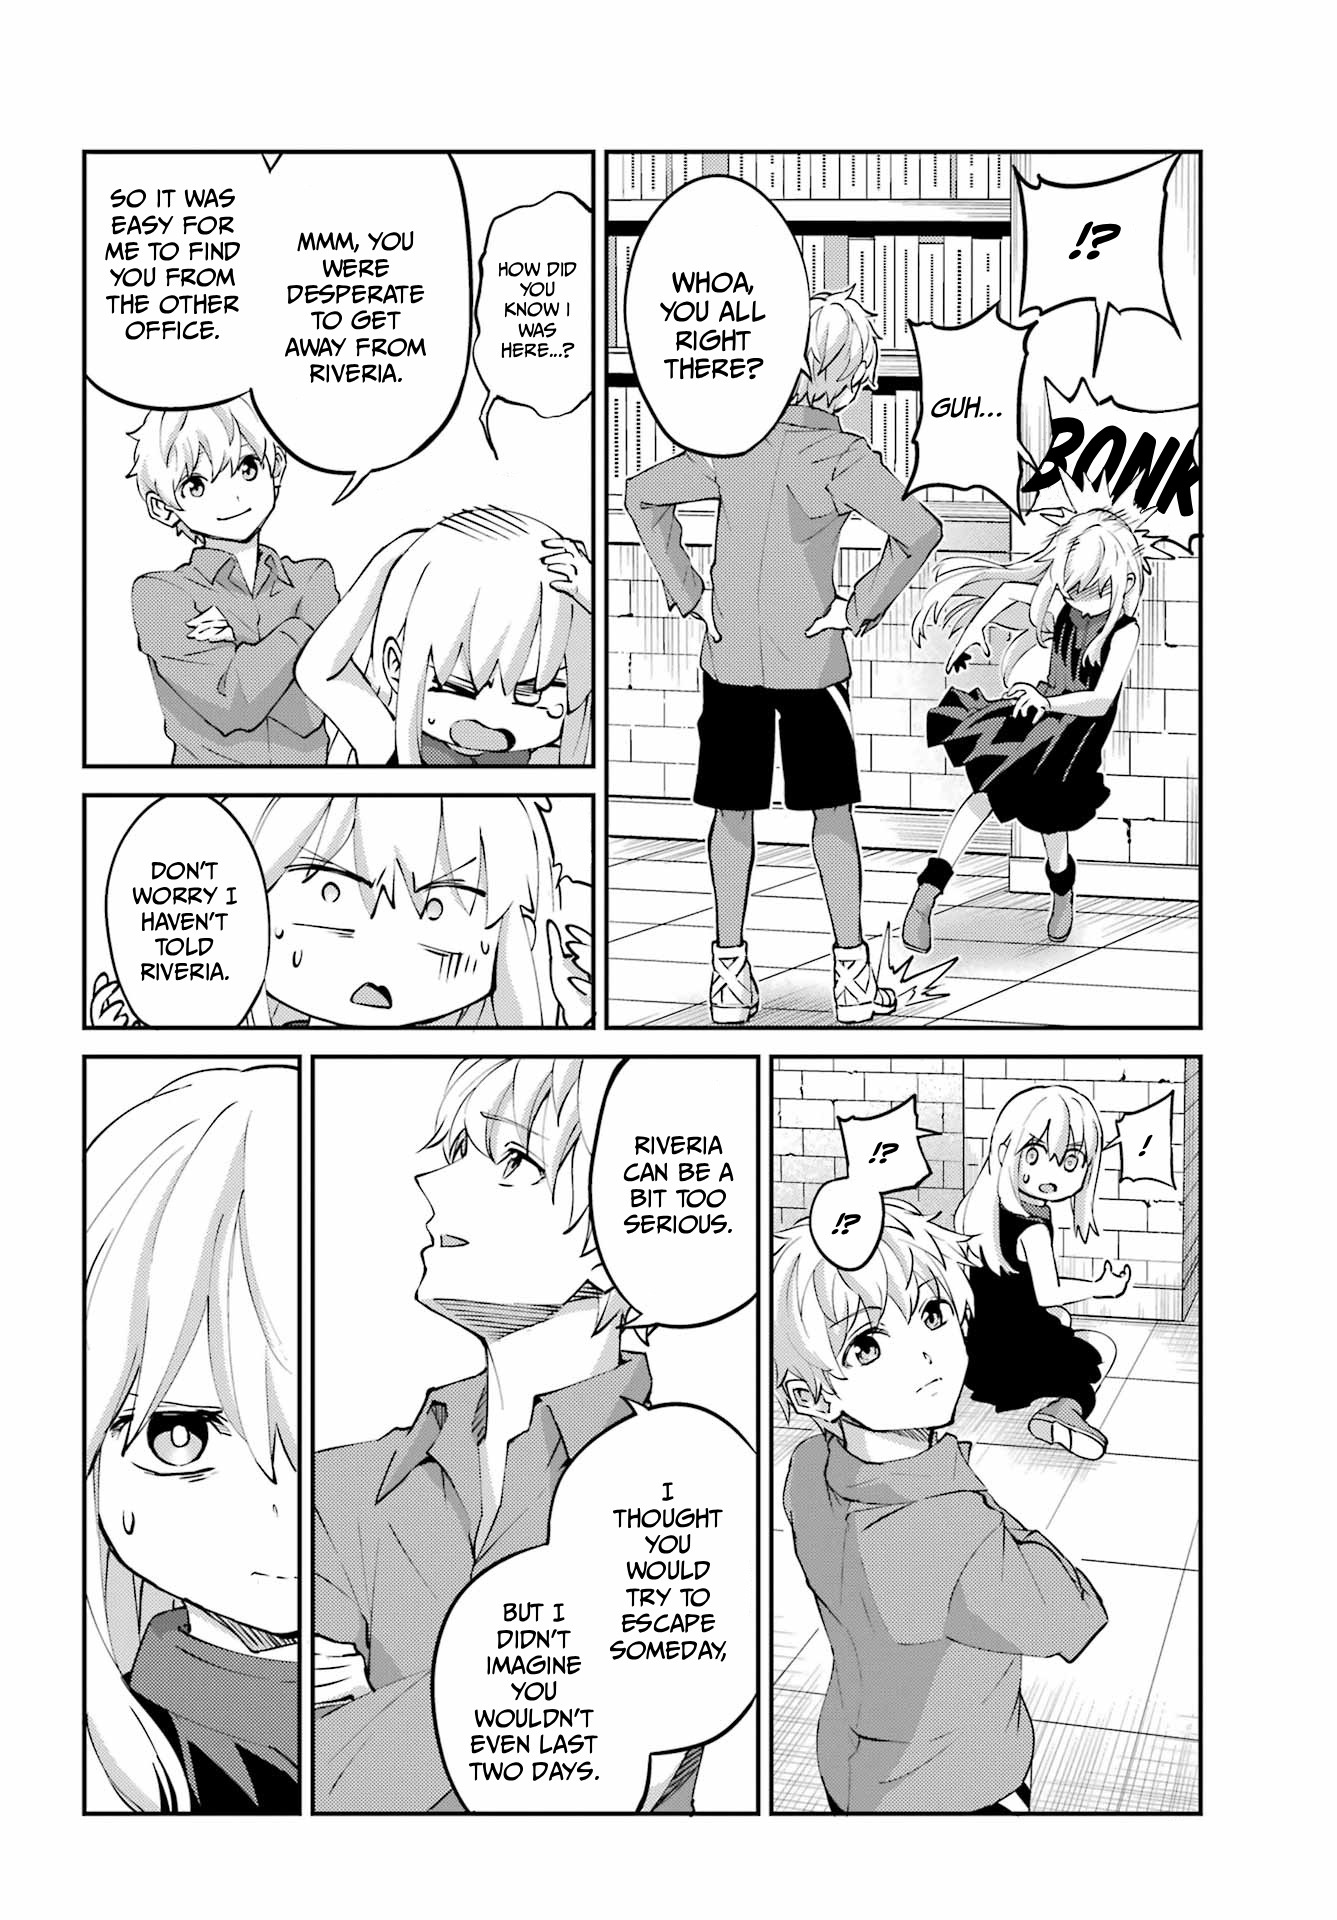 !?
BONK
GUH...
WHOA,
YOU ALL
RIGHT
THERE?
HOW DID
YOU
KNOW I
WAS
HERE...?
MMM, YOU
WERE
DESPERATE
TO GET
AWAY FROM
RIVERIA.
SO IT WAS
EASY FOR
ME TO FIND
YOU FROM
THE OTHER
OFFICE.
DON'T
WORRY I
HAVEN'T
TOLD
RIVERIA.
!
!?
!?
RIVERIA
CAN BE A
BIT TOO
SERIOUS.
I
THOUGHT
YOU
WOULD
TRY TO
ESCAPE
SOMEDAY,
BUT I
DIDN'T
IMAGINE
YOU
WOULDN'T
EVEN LAST
TWO DAYS.